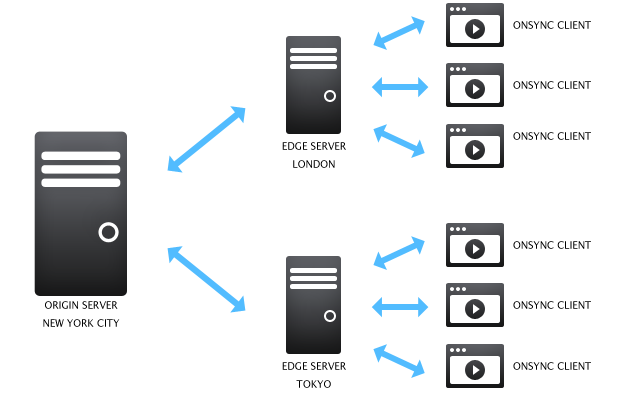 ONSYNC CLIENT
ONSYNC CLIENT
ONSYNC CLIENT
EDGE SERVER
LONDON
ORIGIN SERVER
NEW YORK CITY
ONSYNC CLIENT
ONSYNC CLIENT
ONSYNC CLIENT
EDGE SERVER
TOKYO